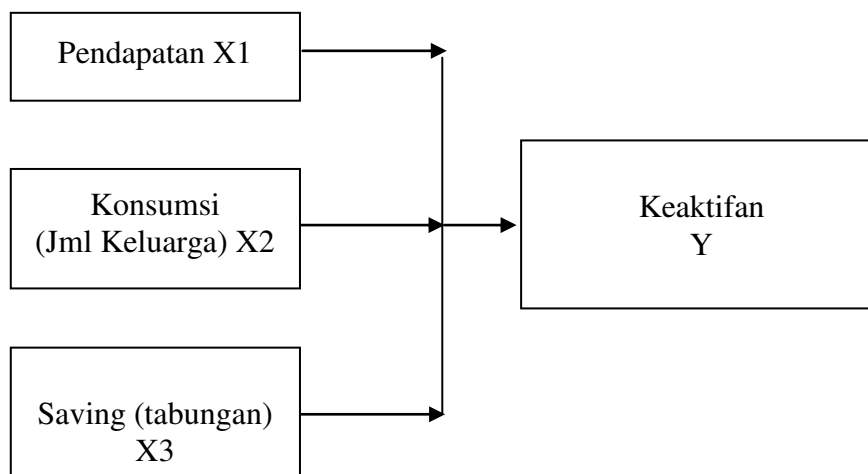 Pendapatan X1
Konsumsi
(Jml Keluarga) X2
Keaktifan
Y
Saving (tabungan)
X3